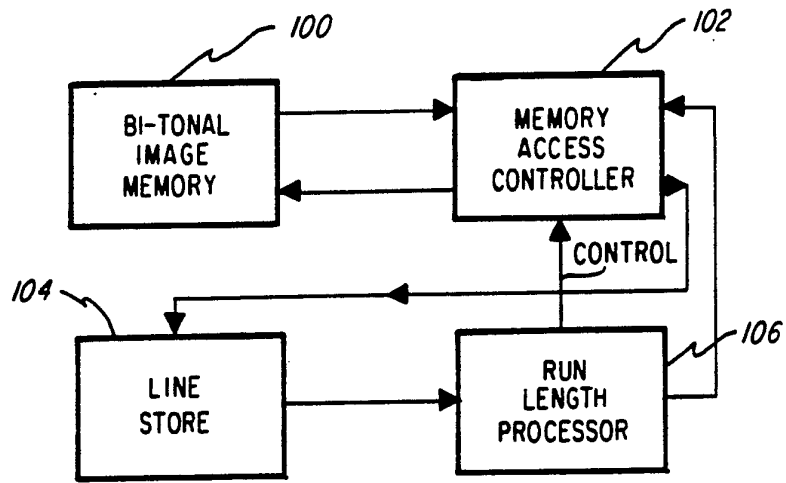 100
102
BI-TONAL
IMAGE
MEMORY
MEMORY
ACCESS
CONTROLLER
CONTROL
104
106
LINE
STORE
RUN
LENGTH
PROCESSOR